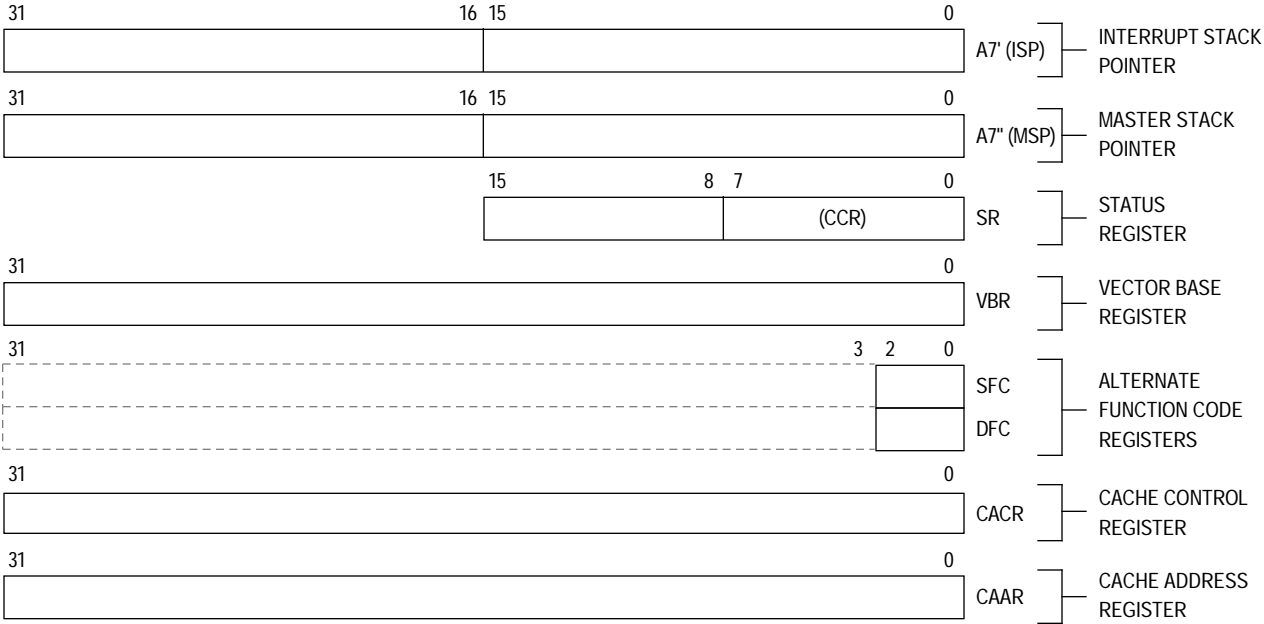 31 16 15 0
A7' (ISP) INTERRUPT STACK
POINTER
31 16 15 0
A7" (MSP) MASTER STACK
POINTER
15 8 7 0
(CCR) SR STATUS
REGISTER
31 0
VBR VECTOR BASE
REGISTER
31 3 2 0
SFC ALTERNATE
FUNCTION CODE
DFC REGISTERS
31 0
CACR CACHE CONTROL
REGISTER
31 0
CAAR CACHE ADDRESS
REGISTER